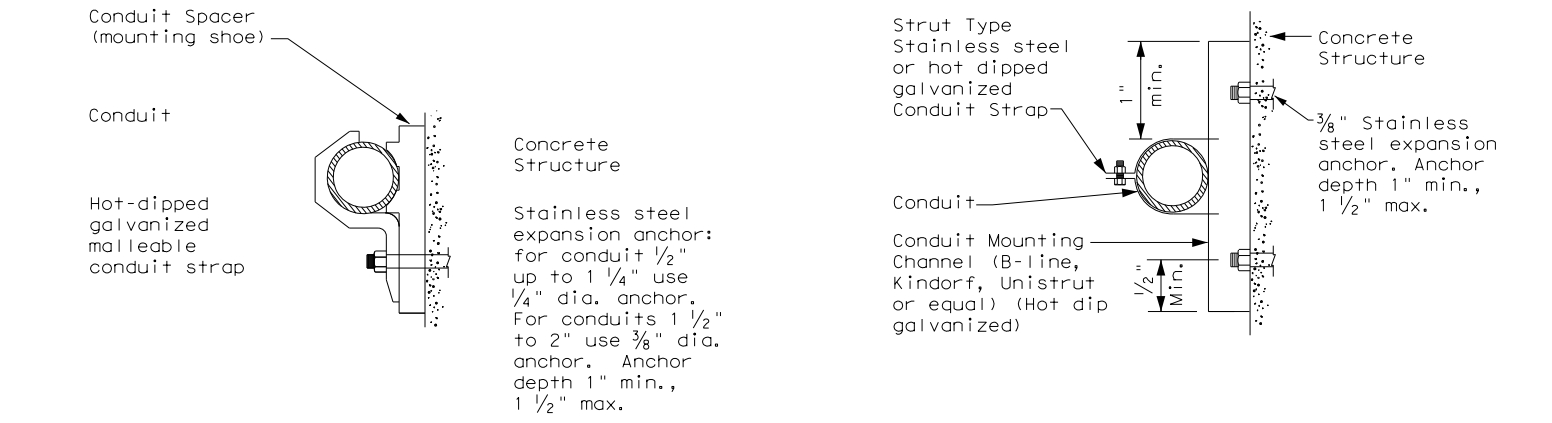 Conduit Spacer
(mounting shoe)
Conduit
Hot-dipped
galvanized
malleable
conduit strap
Concrete
Structure
Stainless steel
expansion anchor:
for conduit 1/2"
up to 1 1/4" use
1/4" dia. anchor.
For conduits 1 1/2"
to 2" use 3/8" dia.
anchor. Anchor
depth 1" min.,
1 1/2" max.
Strut Type
Stainless steel
or hot dipped
galvanized
Conduit Strap
1"
min.
Concrete
Structure
3/8" Stainless
steel expansion
anchor. Anchor
depth 1" min.,
1 1/2" max.
Conduit
Conduit Mounting
Channel (B-line,
Kindorf, Unistrut
or equal) (Hot dip
galvanized)
1/2"
Min.